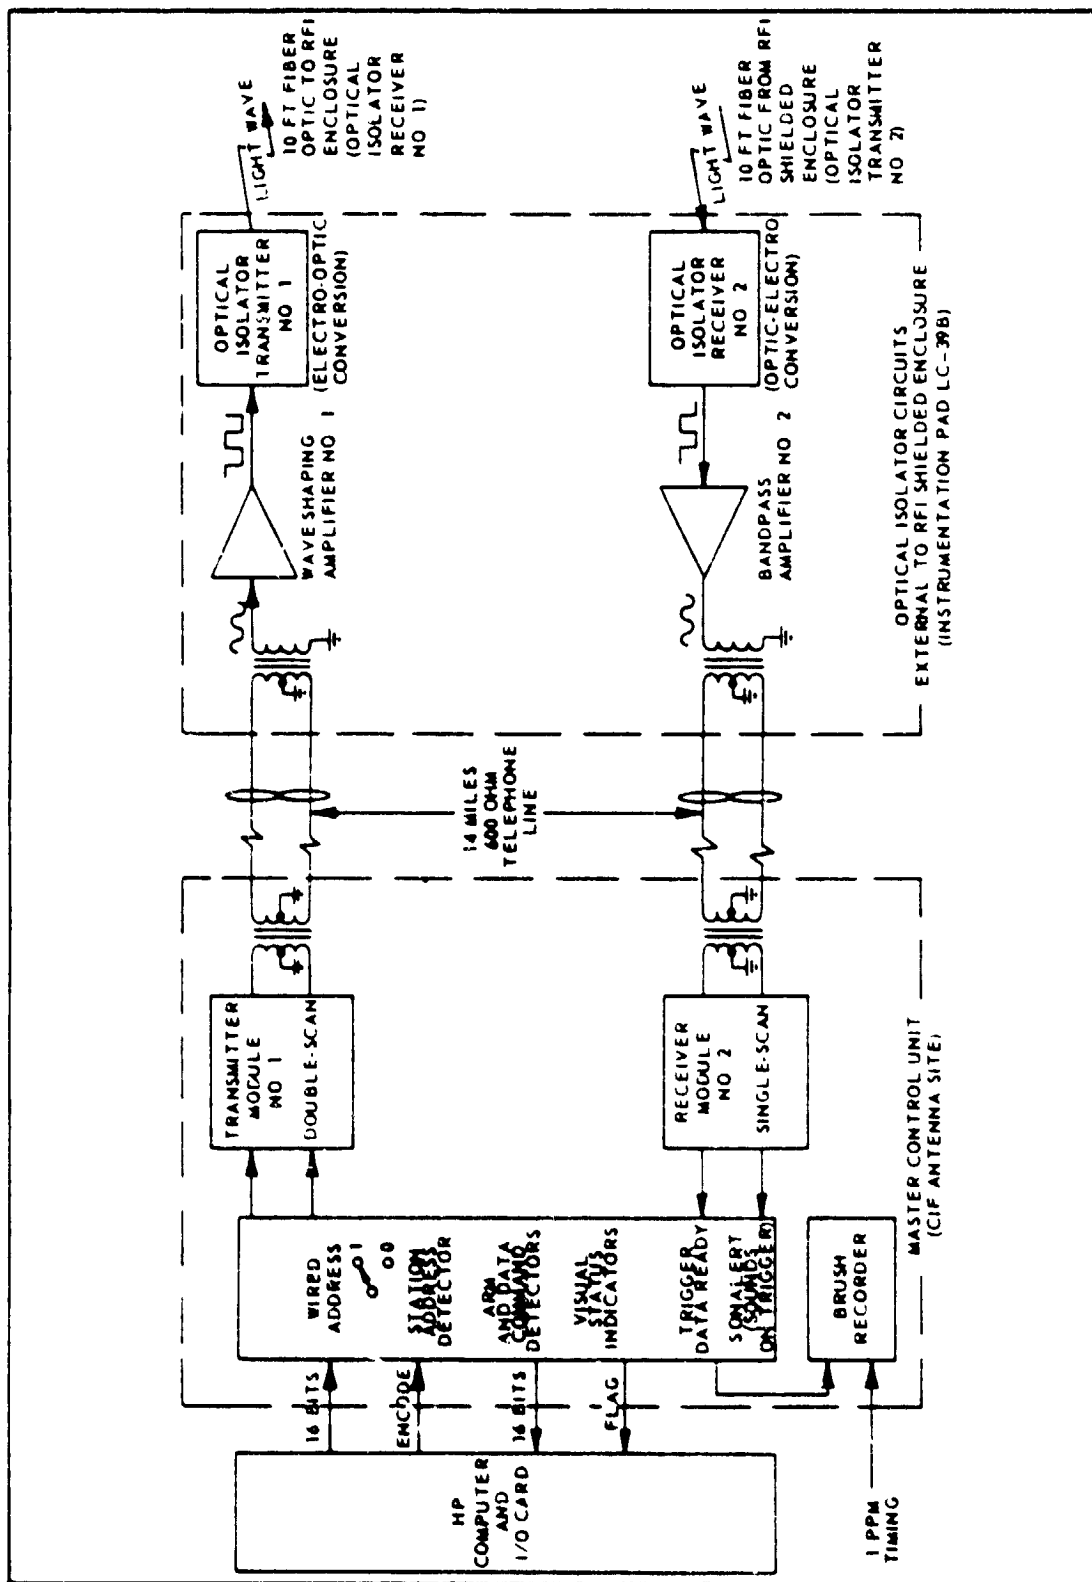 HP
COMPUTER
AND
I/O CARD
16 BITS
ENCODE
16 BITS
FLAG
1 PPM
TIMING
WIRED
ADDRESS
1
0
STATION
ADDRESS
DETECTOR
ARM
AND DATA
COMMAND
DETECTORS
VISUAL
STATUS
INDICATORS
TRIGGER
DATA READY
SONALERT
(SOUNDS
ON TRIGGER)
BRUSH
RECORDER
TRANSMITTER
MODULE
NO 1
DOUBLE-SCAN
RECEIVER
MODULE
NO 2
SINGLE-SCAN
MASTER CONTROL UNIT
(CIF ANTENNA SITE)
14 MILES
600 OHM
TELEPHONE
LINE
WAVE SHAPING
AMPLIFIER NO 1
OPTICAL
ISOLATOR
TRANSMITTER
NO 1
(ELECTRO-OPTIC
CONVERSION)
LIGHT WAVE
10 FT FIBER
OPTIC TO RFI
ENCLOSURE
(OPTICAL
ISOLATOR
RECEIVER
NO 1)
BANDPASS
AMPLIFIER NO 2
OPTICAL
ISOLATOR
RECEIVER
NO 2
(OPTIC-ELECTRO
CONVERSION)
LIGHT WAVE
10 FT FIBER
OPTIC FROM RFI
SHIELDED
ENCLOSURE
(OPTICAL
ISOLATOR
TRANSMITTER
NO 2)
OPTICAL ISOLATOR CIRCUITS
EXTERNAL TO RFI SHIELDED ENCLOSURE
(INSTRUMENTATION PAD LC-39B)